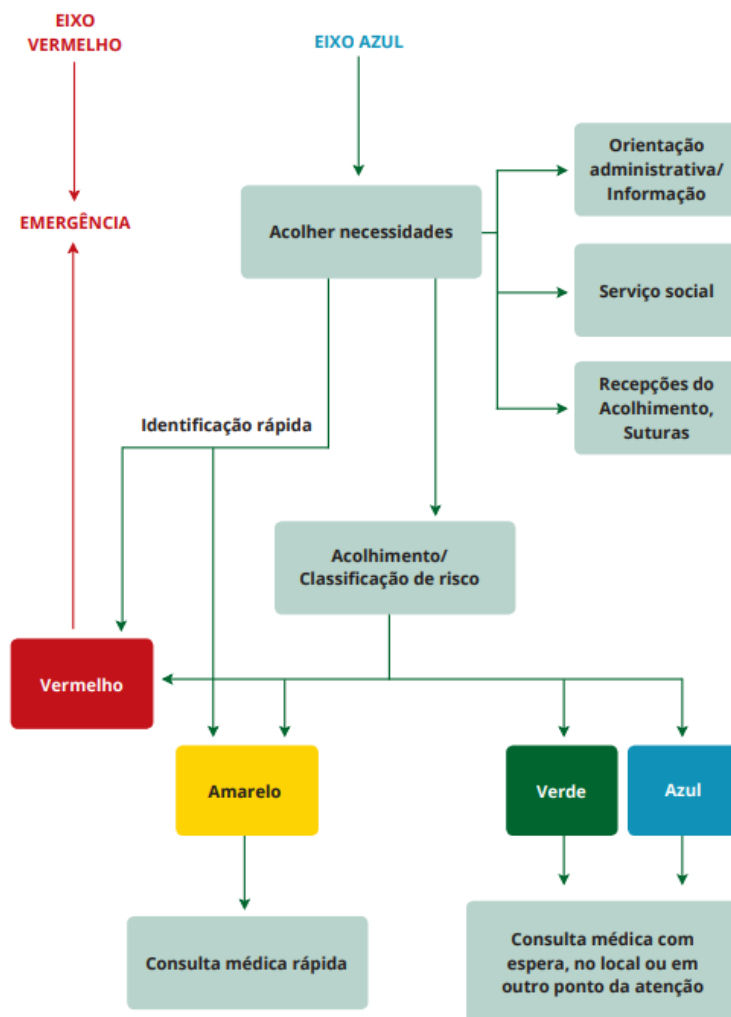 EIXO
VERMELHO
EIXO AZUL
EMERGÊNCIA
Acolher necessidades
Orientação
administrativa/
Informação
Serviço social
Recepções do
Acolhimento,
Suturas
Identificação rápida
Acolhimento/
Classificação de risco
Vermelho
Amarelo
Verde
Azul
Consulta médica rápida
Consulta médica com
espera, no local ou em
outro ponto da atenção